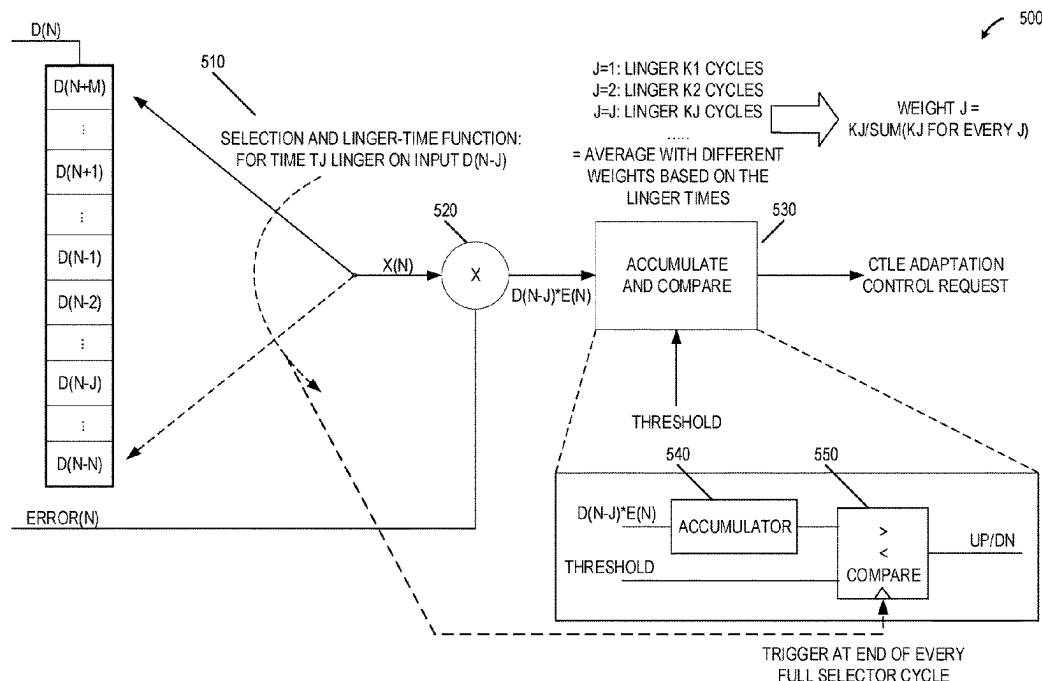 500
D(N)
510
D(N+M)
⋮
D(N+1)
⋮
D(N-1)
D(N-2)
⋮
D(N-J)
⋮
D(N-N)
SELECTION AND LINGER-TIME FUNCTION:
FOR TIME TJ LINGER ON INPUT D(N-J)
J=1: LINGER K1 CYCLES
J=2: LINGER K2 CYCLES
J=J: LINGER KJ CYCLES
.....
= AVERAGE WITH DIFFERENT
WEIGHTS BASED ON THE
LINGER TIMES
WEIGHT J =
KJ/SUM(KJ FOR EVERY J)
520
X(N)
X
D(N-J)*E(N)
530
ACCUMULATE
AND COMPARE
CTLE ADAPTATION
CONTROL REQUEST
THRESHOLD
ERROR(N)
540
550
D(N-J)*E(N)
ACCUMULATOR
>
<
COMPARE
UP/DN
THRESHOLD
TRIGGER AT END OF EVERY
FULL SELECTOR CYCLE